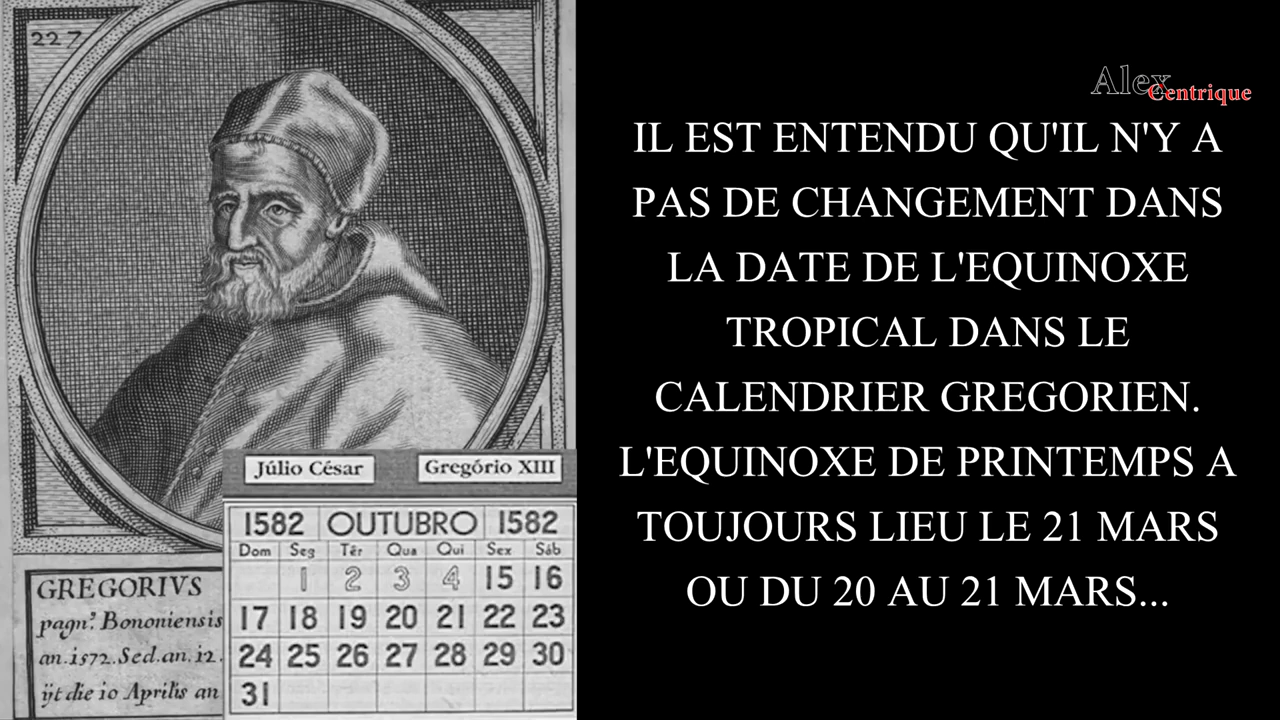 227
GREGORIVS
pagnꝰ. Bononiensis
an.1572. Sed.an.12.
ÿt die 10 Aprilis an
Júlio César Gregório XIII
1582 OUTUBRO 1582
Dom Seg Têr Qua Qui Sex Sáb
1 2 3 4 15 16
17 18 19 20 21 22 23
24 25 26 27 28 29 30
31
Alex
Centrique
IL EST ENTENDU QU'IL N'Y A
PAS DE CHANGEMENT DANS
LA DATE DE L'EQUINOXE
TROPICAL DANS LE
CALENDRIER GREGORIEN.
L'EQUINOXE DE PRINTEMPS A
TOUJOURS LIEU LE 21 MARS
OU DU 20 AU 21 MARS...